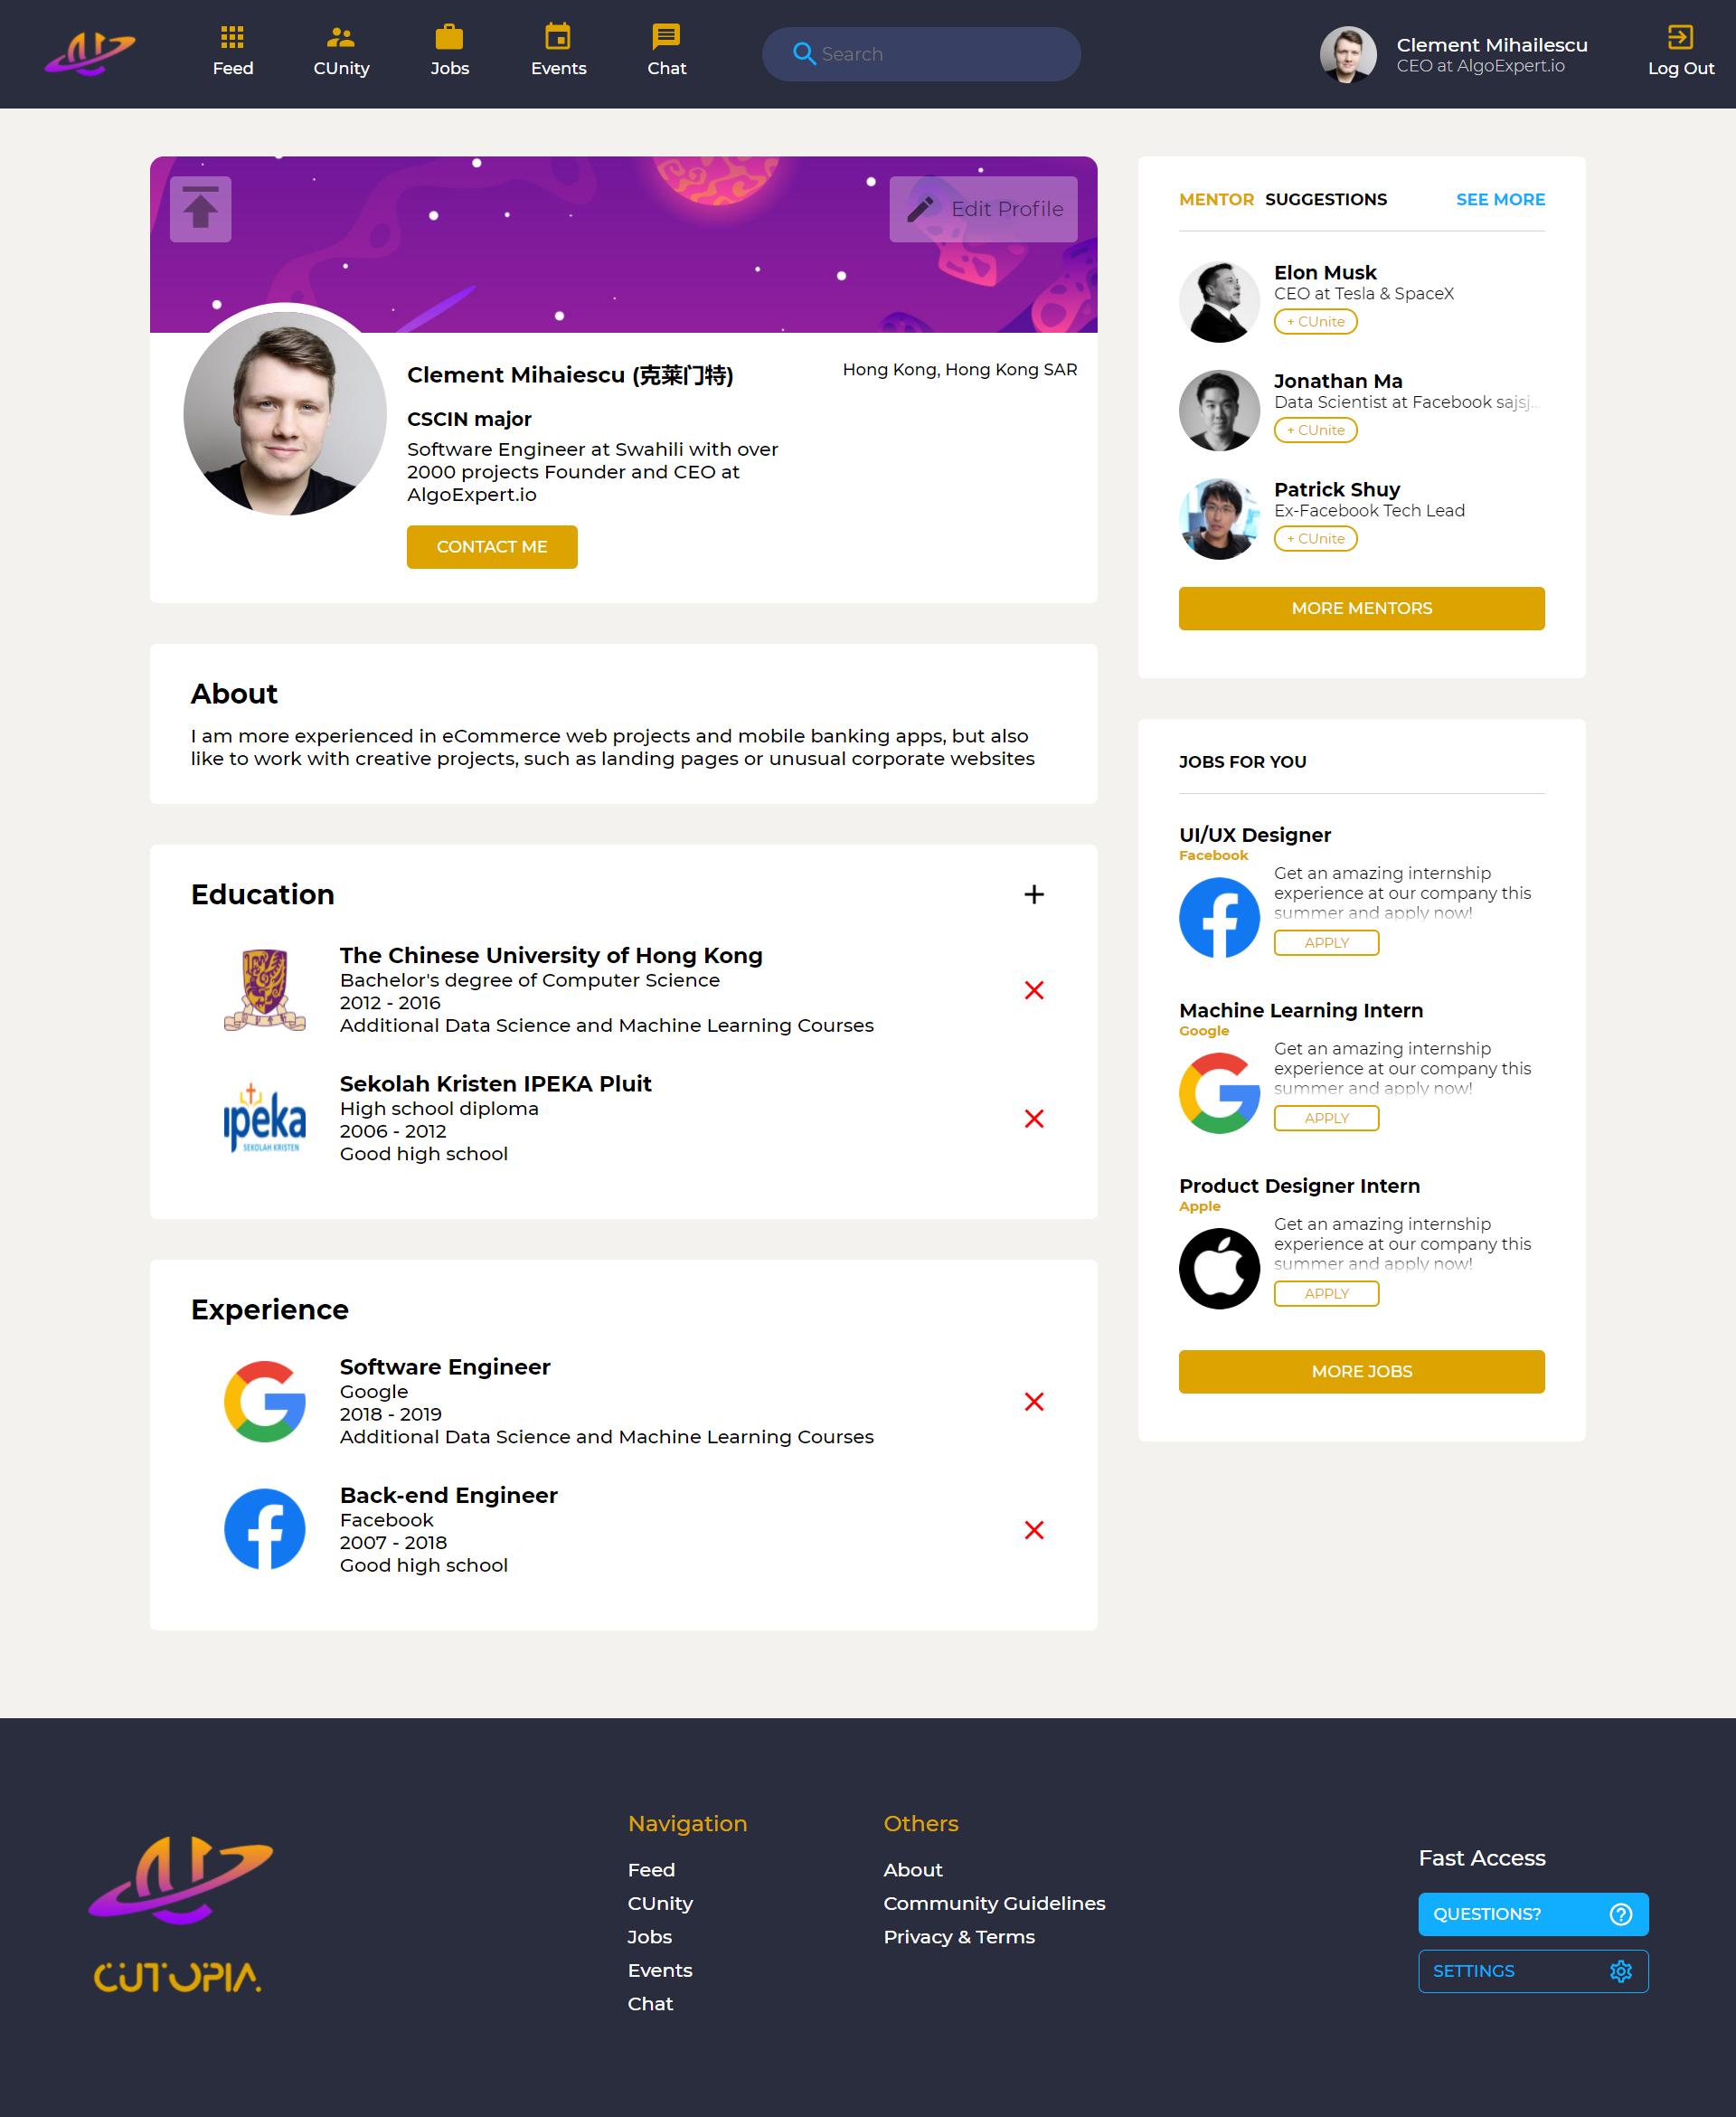 Feed
CUnity
Jobs
Events
Chat
Search
Clement Mihailescu
CEO at AlgoExpert.io
Log Out
Edit Profile
Clement Mihaiescu (克莱门特)
Hong Kong, Hong Kong SAR
CSCIN major
Software Engineer at Swahili with over
2000 projects Founder and CEO at
AlgoExpert.io
CONTACT ME
About
I am more experienced in eCommerce web projects and mobile banking apps, but also
like to work with creative projects, such as landing pages or unusual corporate websites
Education
The Chinese University of Hong Kong
Bachelor's degree of Computer Science
2012 - 2016
Additional Data Science and Machine Learning Courses
ipeka
SEKOLAH KRISTEN
Sekolah Kristen IPEKA Pluit
High school diploma
2006 - 2012
Good high school
Experience
Software Engineer
Google
2018 - 2019
Additional Data Science and Machine Learning Courses
Back-end Engineer
Facebook
2007 - 2018
Good high school
MENTOR SUGGESTIONS
SEE MORE
Elon Musk
CEO at Tesla & SpaceX
+ CUnite
Jonathan Ma
Data Scientist at Facebook sajsj...
+ CUnite
Patrick Shuy
Ex-Facebook Tech Lead
+ CUnite
MORE MENTORS
JOBS FOR YOU
UI/UX Designer
Facebook
Get an amazing internship
experience at our company this
summer and apply now!
APPLY
Machine Learning Intern
Google
Get an amazing internship
experience at our company this
summer and apply now!
APPLY
Product Designer Intern
Apple
Get an amazing internship
experience at our company this
summer and apply now!
APPLY
MORE JOBS
CUTOPIA.
Navigation
Feed
CUnity
Jobs
Events
Chat
Others
About
Community Guidelines
Privacy & Terms
Fast Access
QUESTIONS?
SETTINGS